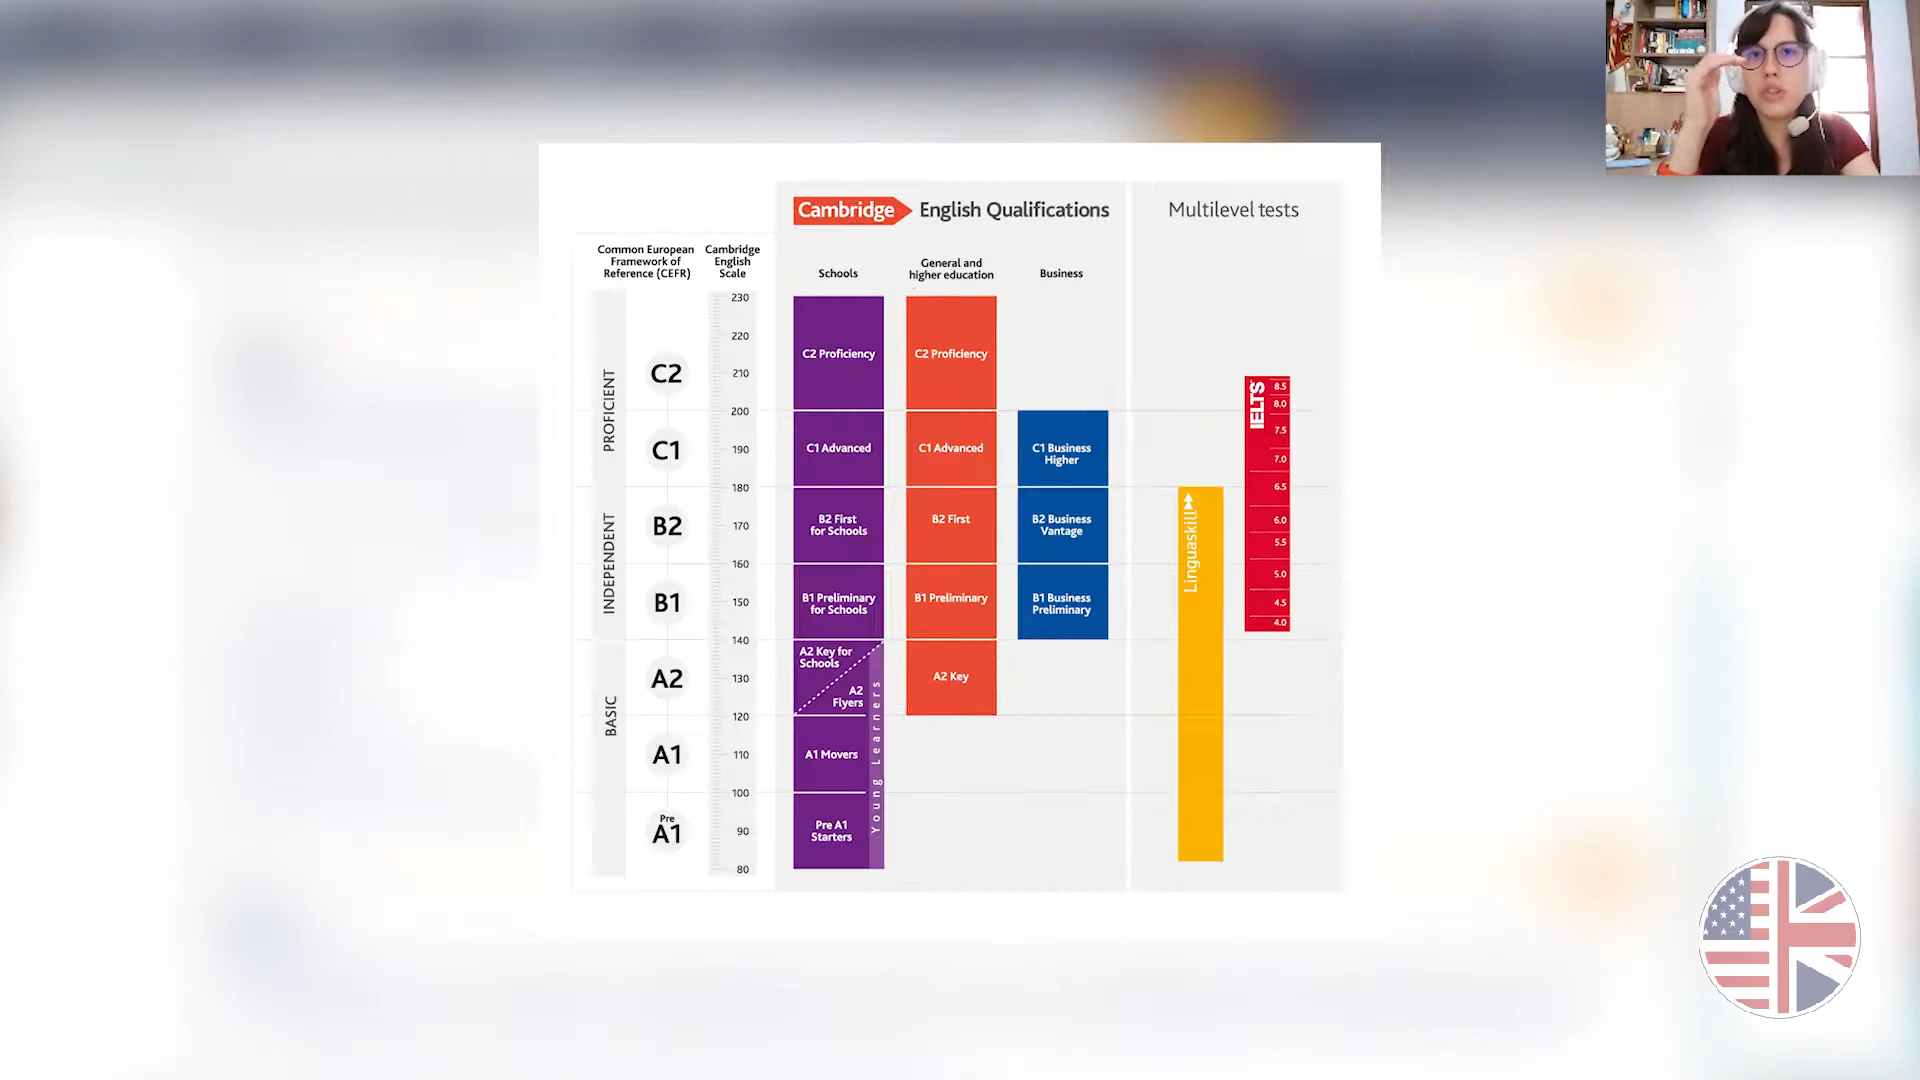 Cambridge English Qualifications
Multilevel tests
Common European
Framework of
Reference (CEFR)
Cambridge
English
Scale
Schools
General and
higher education
Business
PROFICIENT
INDEPENDENT
BASIC
C2
C1
B2
B1
A2
A1
Pre
A1
230
220
210
200
190
180
170
160
150
140
130
120
110
100
90
80
C2 Proficiency
C1 Advanced
B2 First
for Schools
B1 Preliminary
for Schools
A2 Key for
Schools
A2
Flyers
A1 Movers
Pre A1
Starters
Young Learners
C2 Proficiency
C1 Advanced
B2 First
B1 Preliminary
A2 Key
C1 Business
Higher
B2 Business
Vantage
B1 Business
Preliminary
Linguaskill
IELTS
8.5
8.0
7.5
7.0
6.5
6.0
5.5
5.0
4.5
4.0